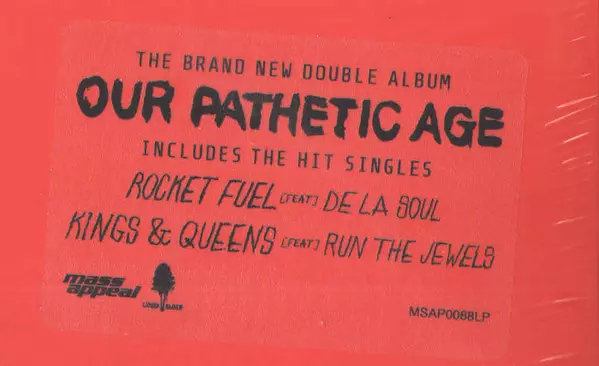 THE BRAND NEW DOUBLE ALBUM
OUR PATHETIC AGE
INCLUDES THE HIT SINGLES
ROCKET FUEL [FEAT] DE LA SOUL
KINGS & QUEENS [FEAT] RUN THE JEWELS
mass
appeal
MSAP0088LP